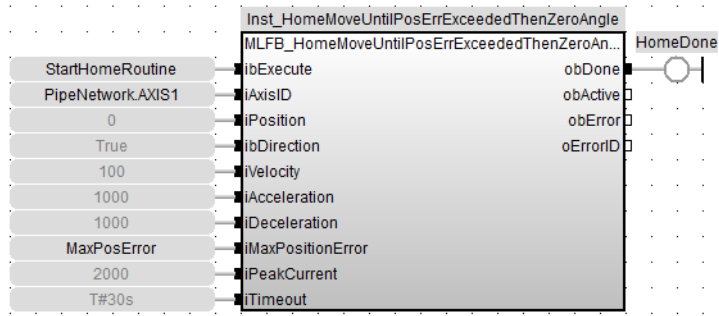 Inst_HomeMoveUntilPosErrExceededThenZeroAngle
MLFB_HomeMoveUntilPosErrExceededThenZeroAn... HomeDone
StartHomeRoutine ibExecute obDone
PipeNetwork.AXIS1 iAxisID obActive
0 iPosition obError
True ibDirection oErrorID
100 iVelocity
1000 iAcceleration
1000 iDeceleration
MaxPosError iMaxPositionError
2000 iPeakCurrent
T#30s iTimeout